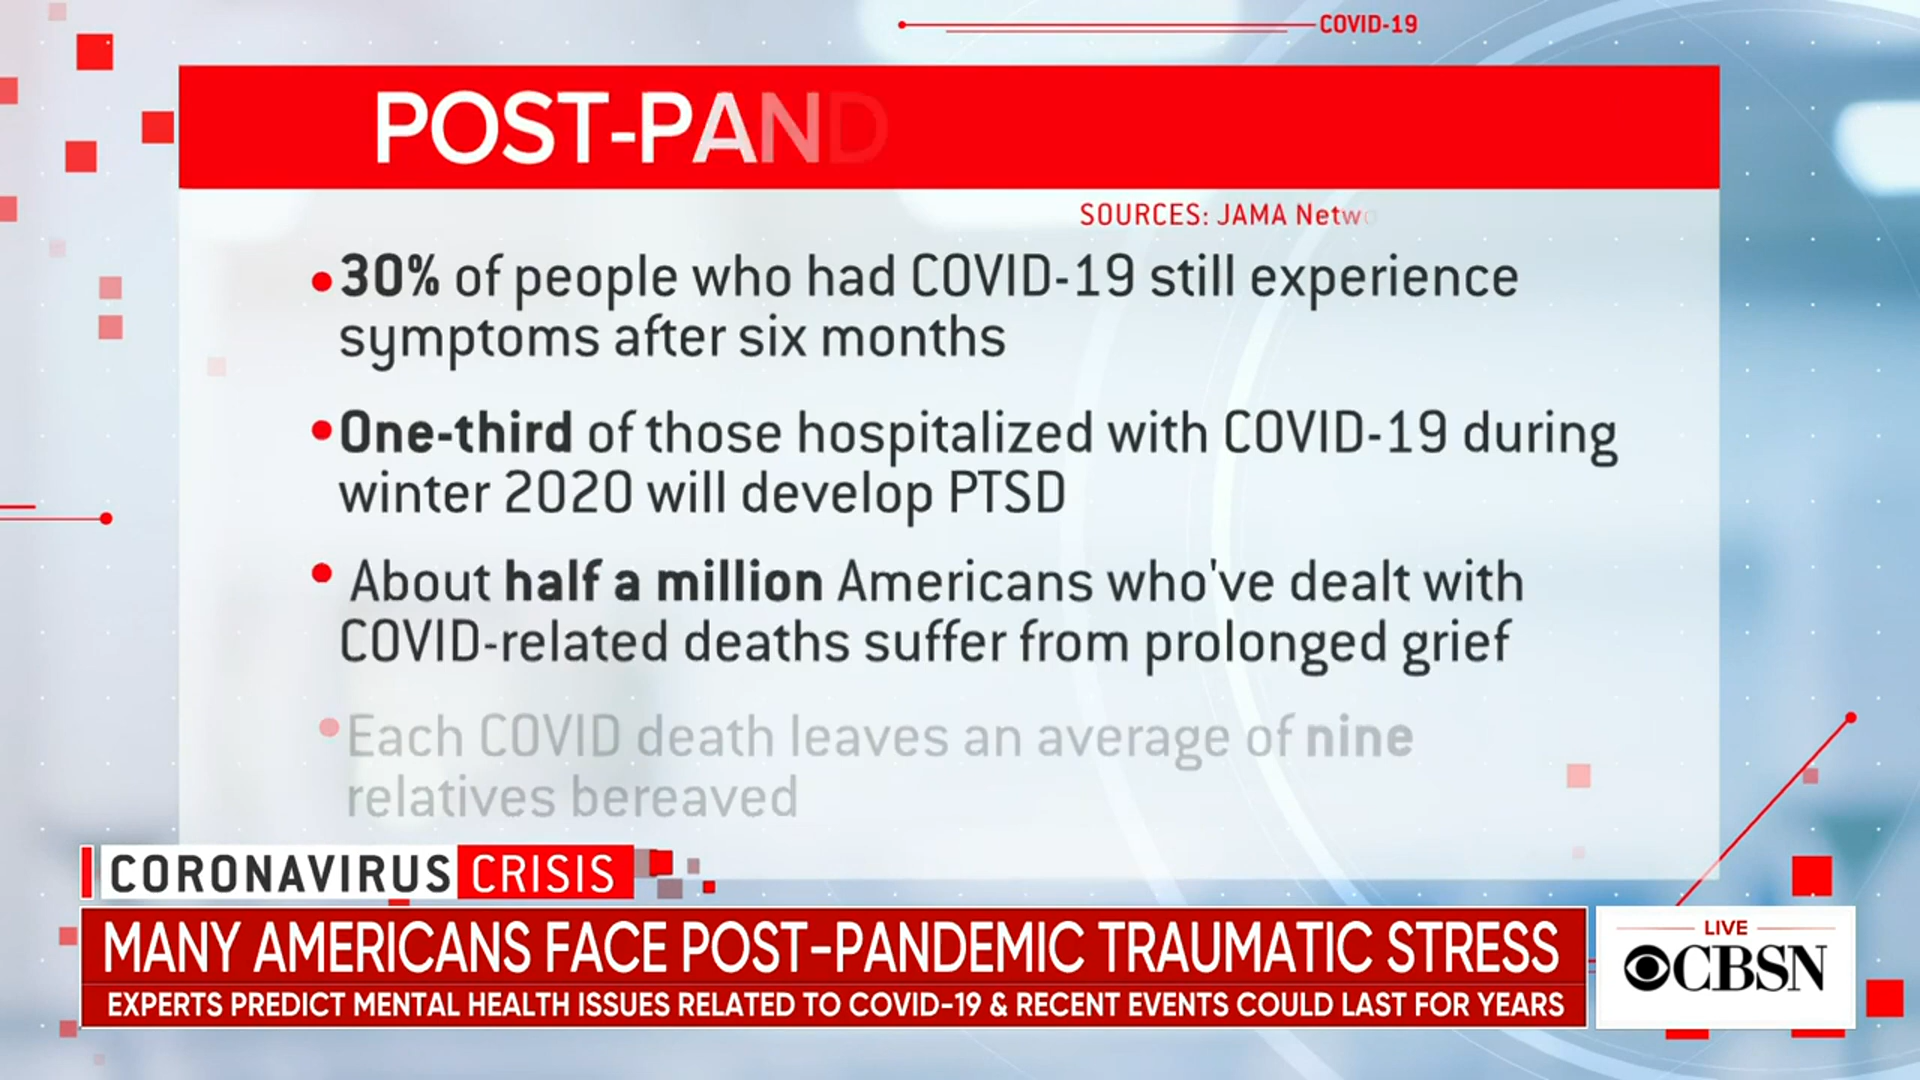 COVID-19
POST-PAND
SOURCES: JAMA Netwo
•30% of people who had COVID-19 still experience
symptoms after six months
•One-third of those hospitalized with COVID-19 during
winter 2020 will develop PTSD
• About half a million Americans who've dealt with
COVID-related deaths suffer from prolonged grief
•Each COVID death leaves an average of nine
relatives bereaved
CORONAVIRUS CRISIS
MANY AMERICANS FACE POST-PANDEMIC TRAUMATIC STRESS
EXPERTS PREDICT MENTAL HEALTH ISSUES RELATED TO COVID-19 & RECENT EVENTS COULD LAST FOR YEARS
LIVE
CBSN